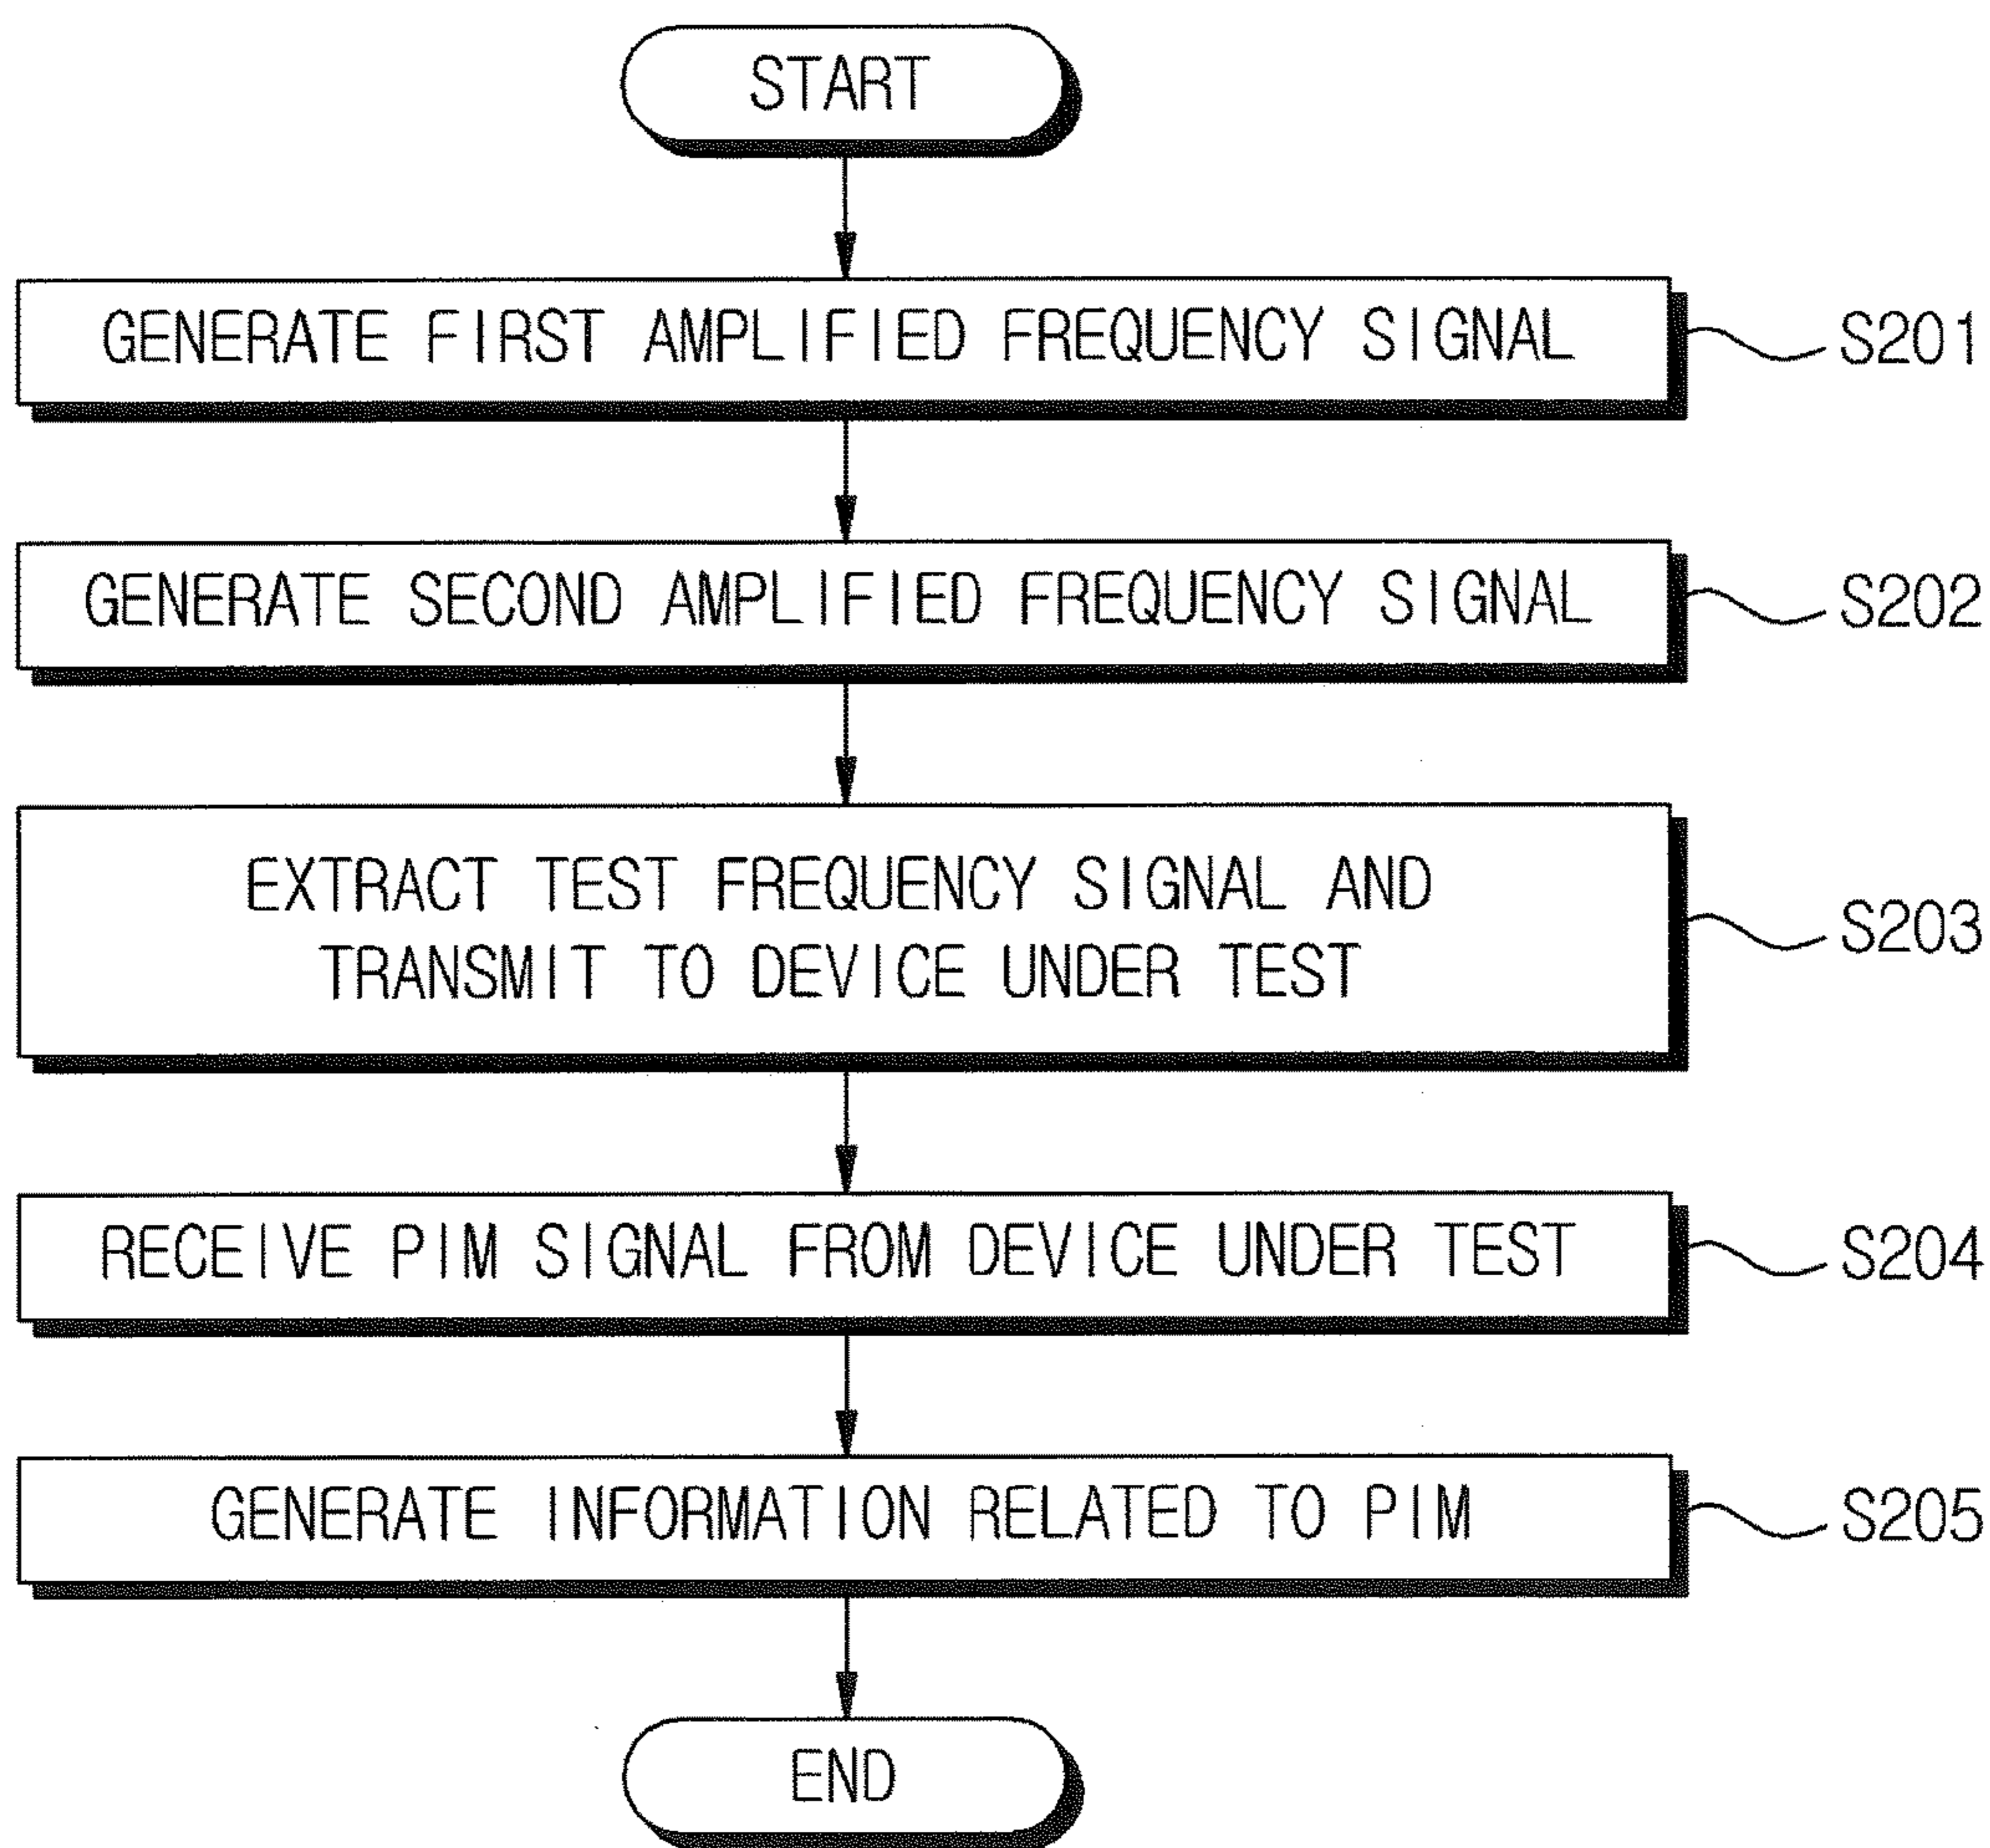 START
GENERATE FIRST AMPLIFIED FREQUENCY SIGNAL
S201
GENERATE SECOND AMPLIFIED FREQUENCY SIGNAL
S202
EXTRACT TEST FREQUENCY SIGNAL AND
TRANSMIT TO DEVICE UNDER TEST
S203
RECEIVE PIM SIGNAL FROM DEVICE UNDER TEST
S204
GENERATE INFORMATION RELATED TO PIM
S205
END